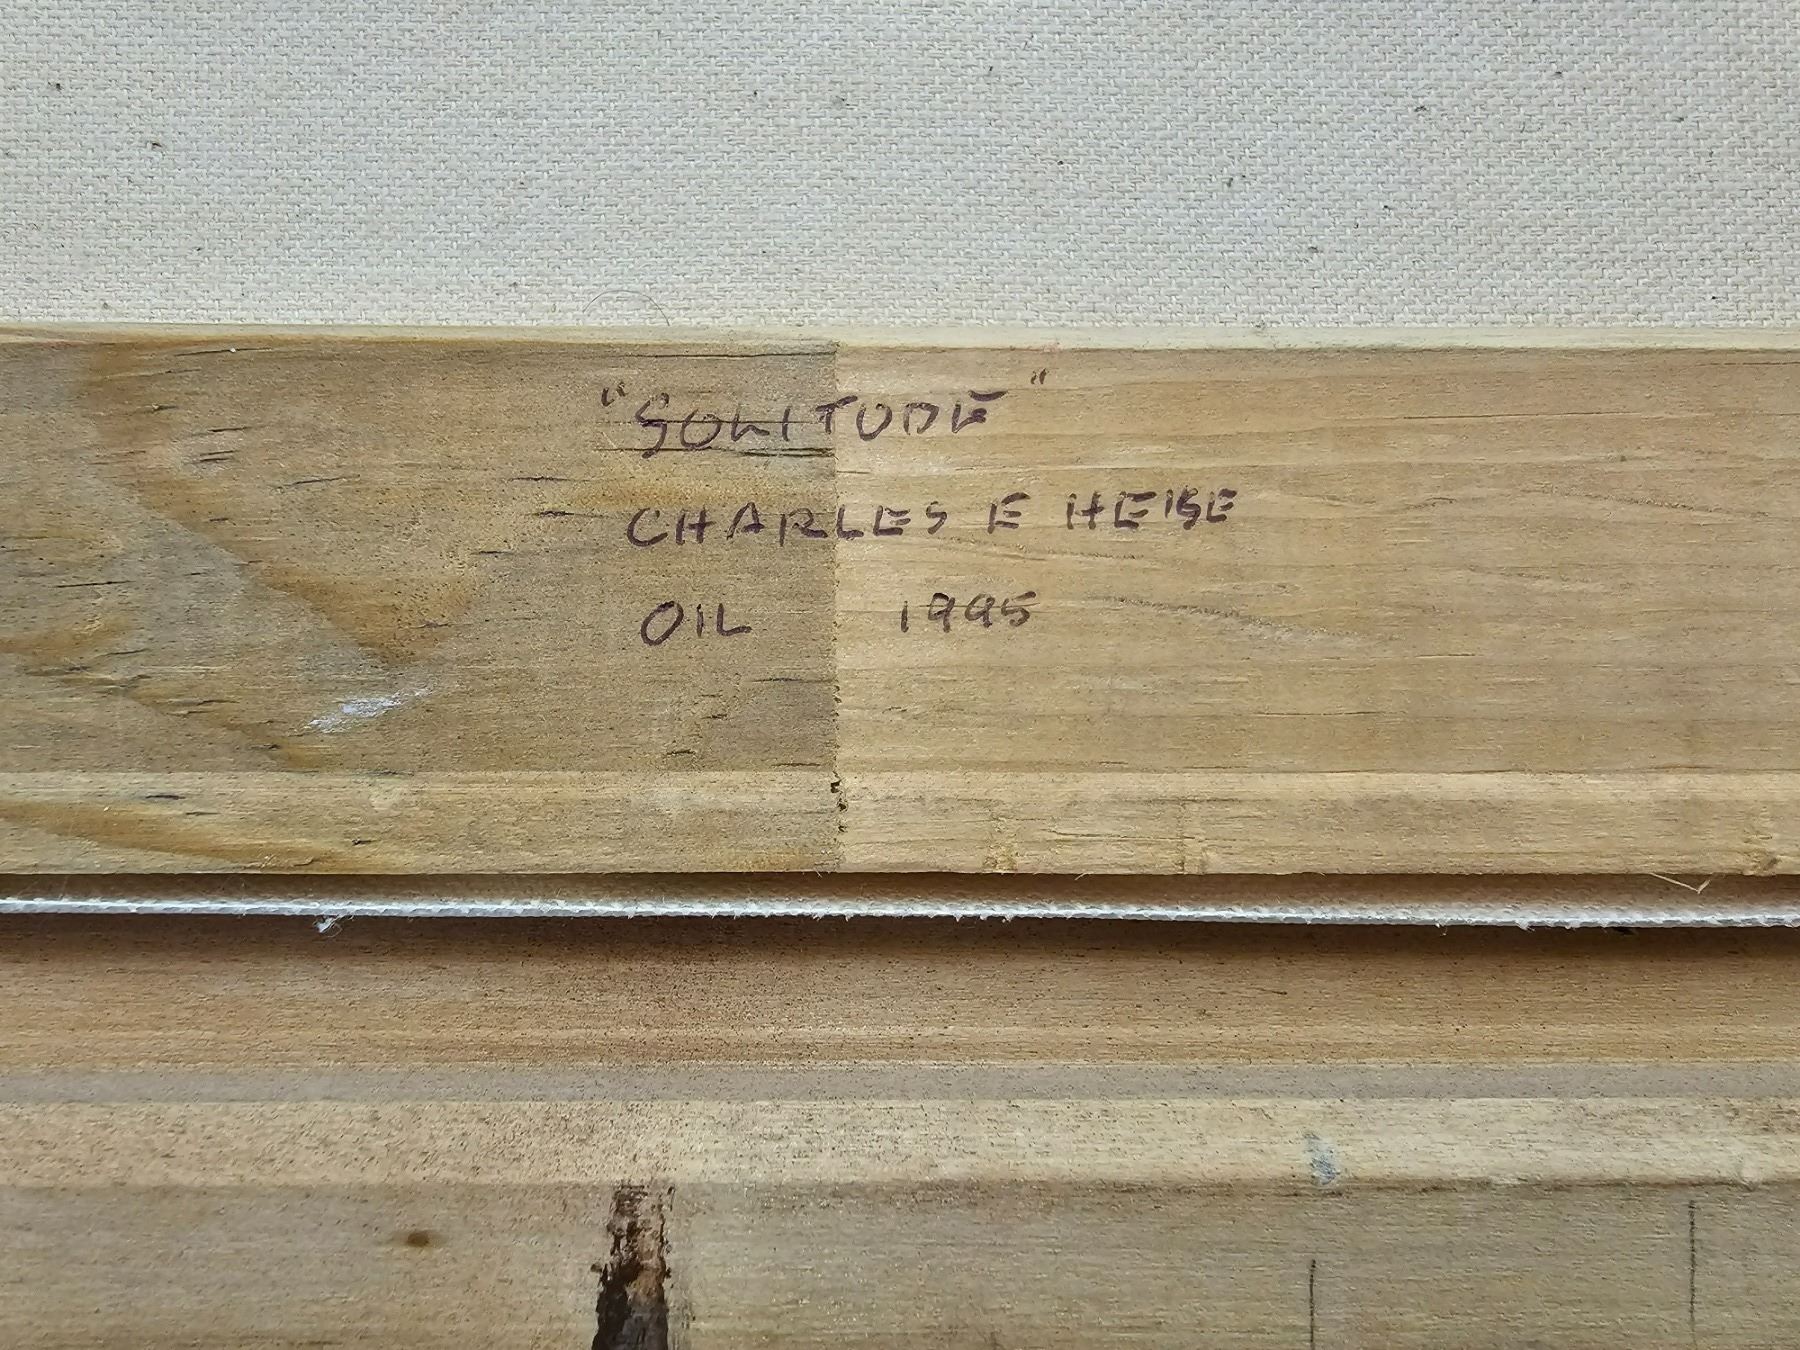 "SOLITUDE"
CHARLES E HEISE
OIL 1995